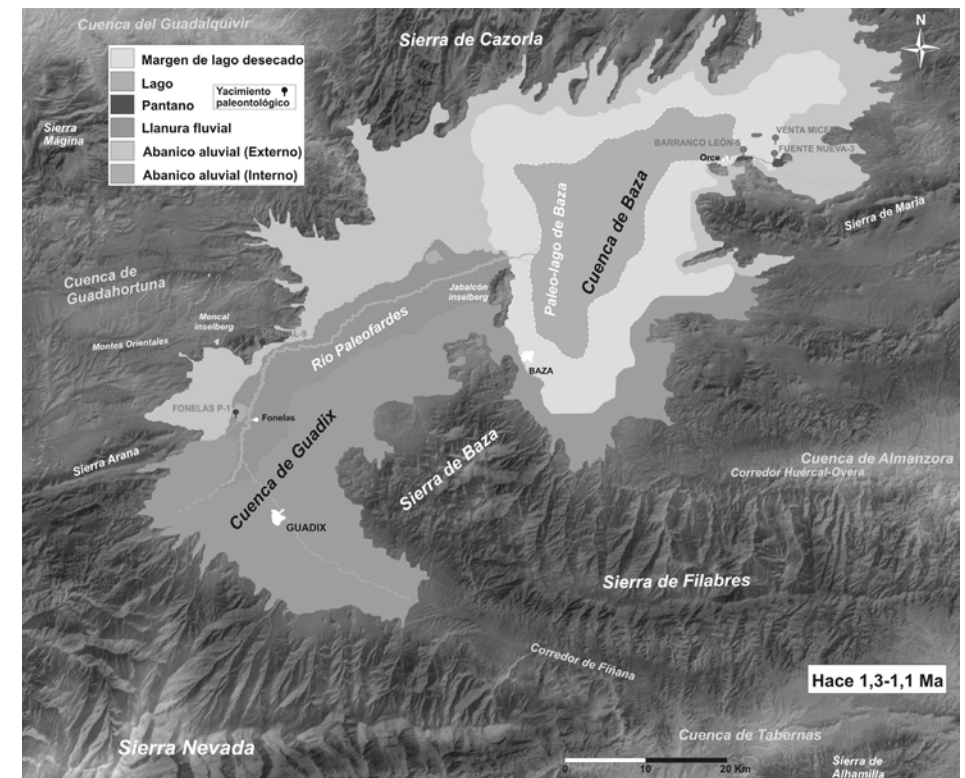 Cuenca del Guadalquivir
Sierra de Cazorla
N
Margen de lago desecado
Lago
Pantano
Yacimiento
paleontológico
Llanura fluvial
Abanico aluvial (Externo)
Abanico aluvial (Interno)
Sierra
Mágina
BARRANCO LEÓN-5
VENTA MICENA
FUENTE NUEVA-3
Orce
Sierra de Maria
Paleo-lago de Baza
Cuenca de Baza
Cuenca de
Guadahortuna
Jabalcón
inselberg
Mencal
inselberg
Montes Orientales
Río Paleofardes
BAZA
FONELAS P-1
Fonelas
Sierra Arana
Cuenca de Guadix
Sierra de Baza
Cuenca de Almanzora
Corredor Huércal-Overa
GUADIX
Sierra de Filabres
Corredor de Fiñana
Hace 1,3-1,1 Ma
Sierra Nevada
Cuenca de Tabernas
0 10 20 Km
Sierra de
Alhamilla